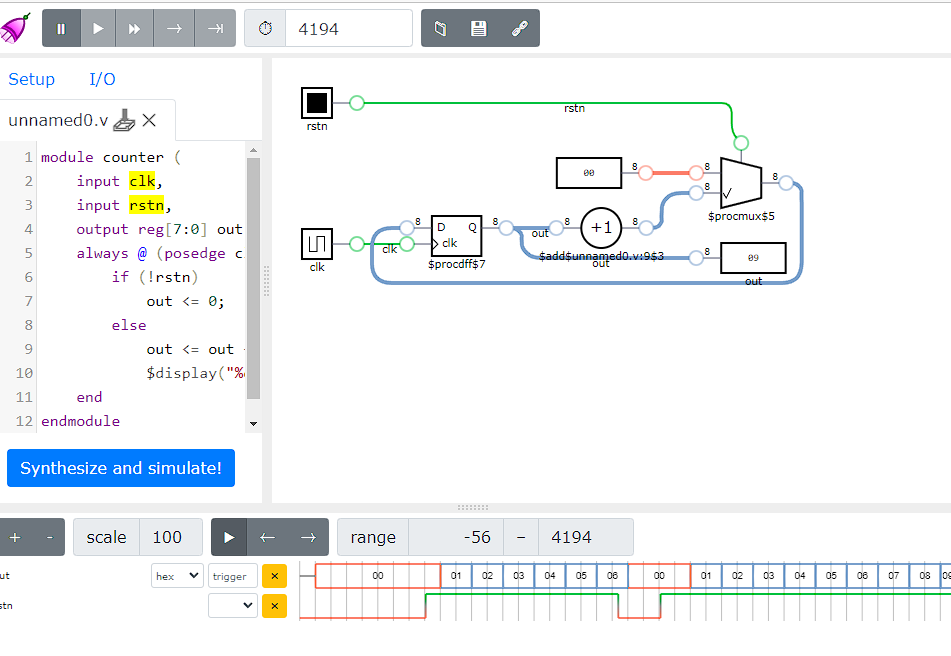 4194
Setup I/O
unnamed0.v
1 module counter (
2 input clk,
3 input rstn,
4 output reg[7:0] out
5 always @ (posedge c
6 if (!rstn)
7 out <= 0;
8 else
9 out <= out
10 $display("%
11 end
12 endmodule
Synthesize and simulate!
rstn
rstn
00
8
8
8
8
$procmux$5
clk
clk
8
D Q
clk
$procdff$7
8
out
8
+1
8
$add$unnamed0.v:9$3
out
8
09
out
+ - scale 100 range -56 – 4194
ut hex trigger × 00 01 02 03 04 05 06 00 01 02 03 04 05 06 07 08 09
stn ×